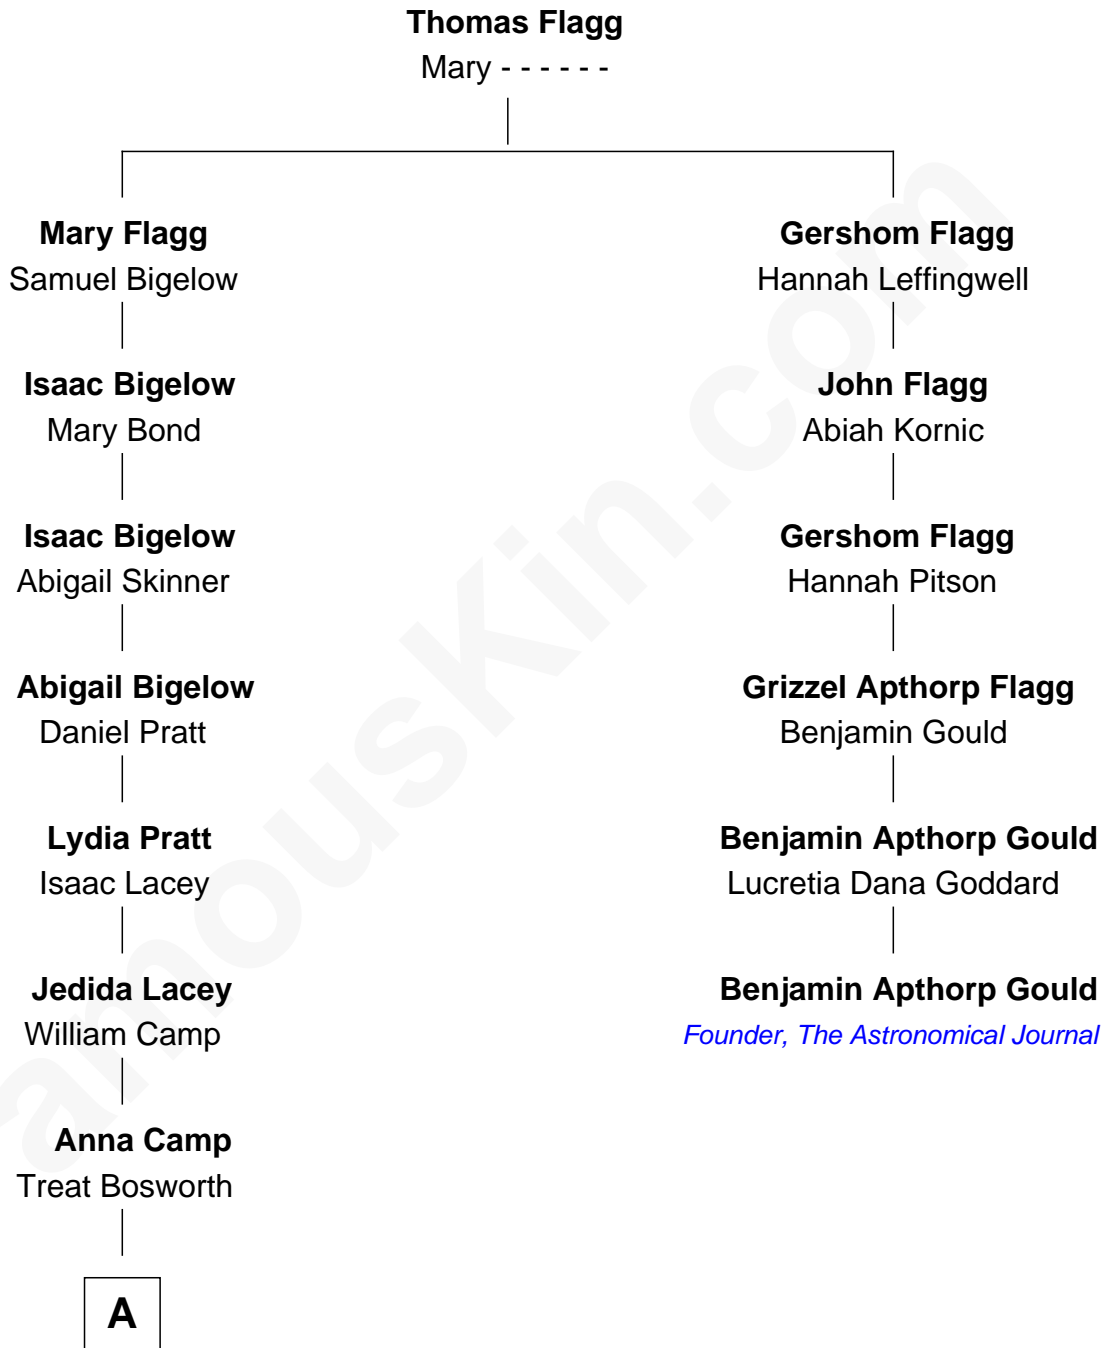 Thomas Flagg
Mary - - - - - -
Mary Flagg
Samuel Bigelow
Gershom Flagg
Hannah Leffingwell
Isaac Bigelow
Mary Bond
John Flagg
Abiah Kornic
Isaac Bigelow
Abigail Skinner
Gershom Flagg
Hannah Pitson
Abigail Bigelow
Daniel Pratt
Grizzel Apthorp Flagg
Benjamin Gould
Lydia Pratt
Isaac Lacey
Benjamin Apthorp Gould
Lucretia Dana Goddard
Jedida Lacey
William Camp
Benjamin Apthorp Gould
Founder, The Astronomical Journal
Anna Camp
Treat Bosworth
A
amousKin.com